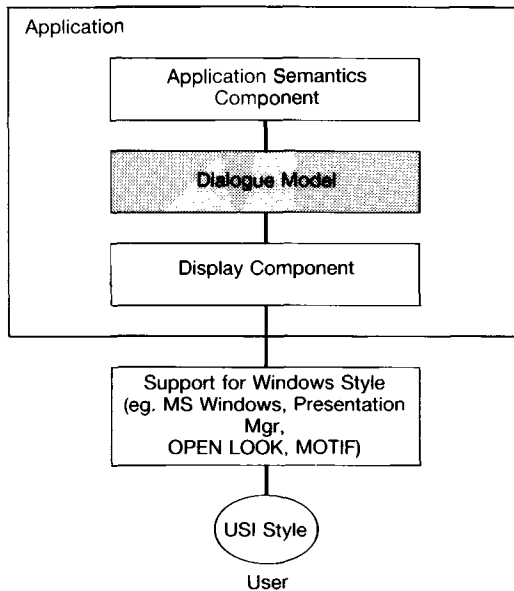 Application
Application Semantics
Component
Dialogue Model
Display Component
Support for Windows Style
(eg. MS Windows, Presentation
Mgr,
OPEN LOOK, MOTIF)
USI Style
User